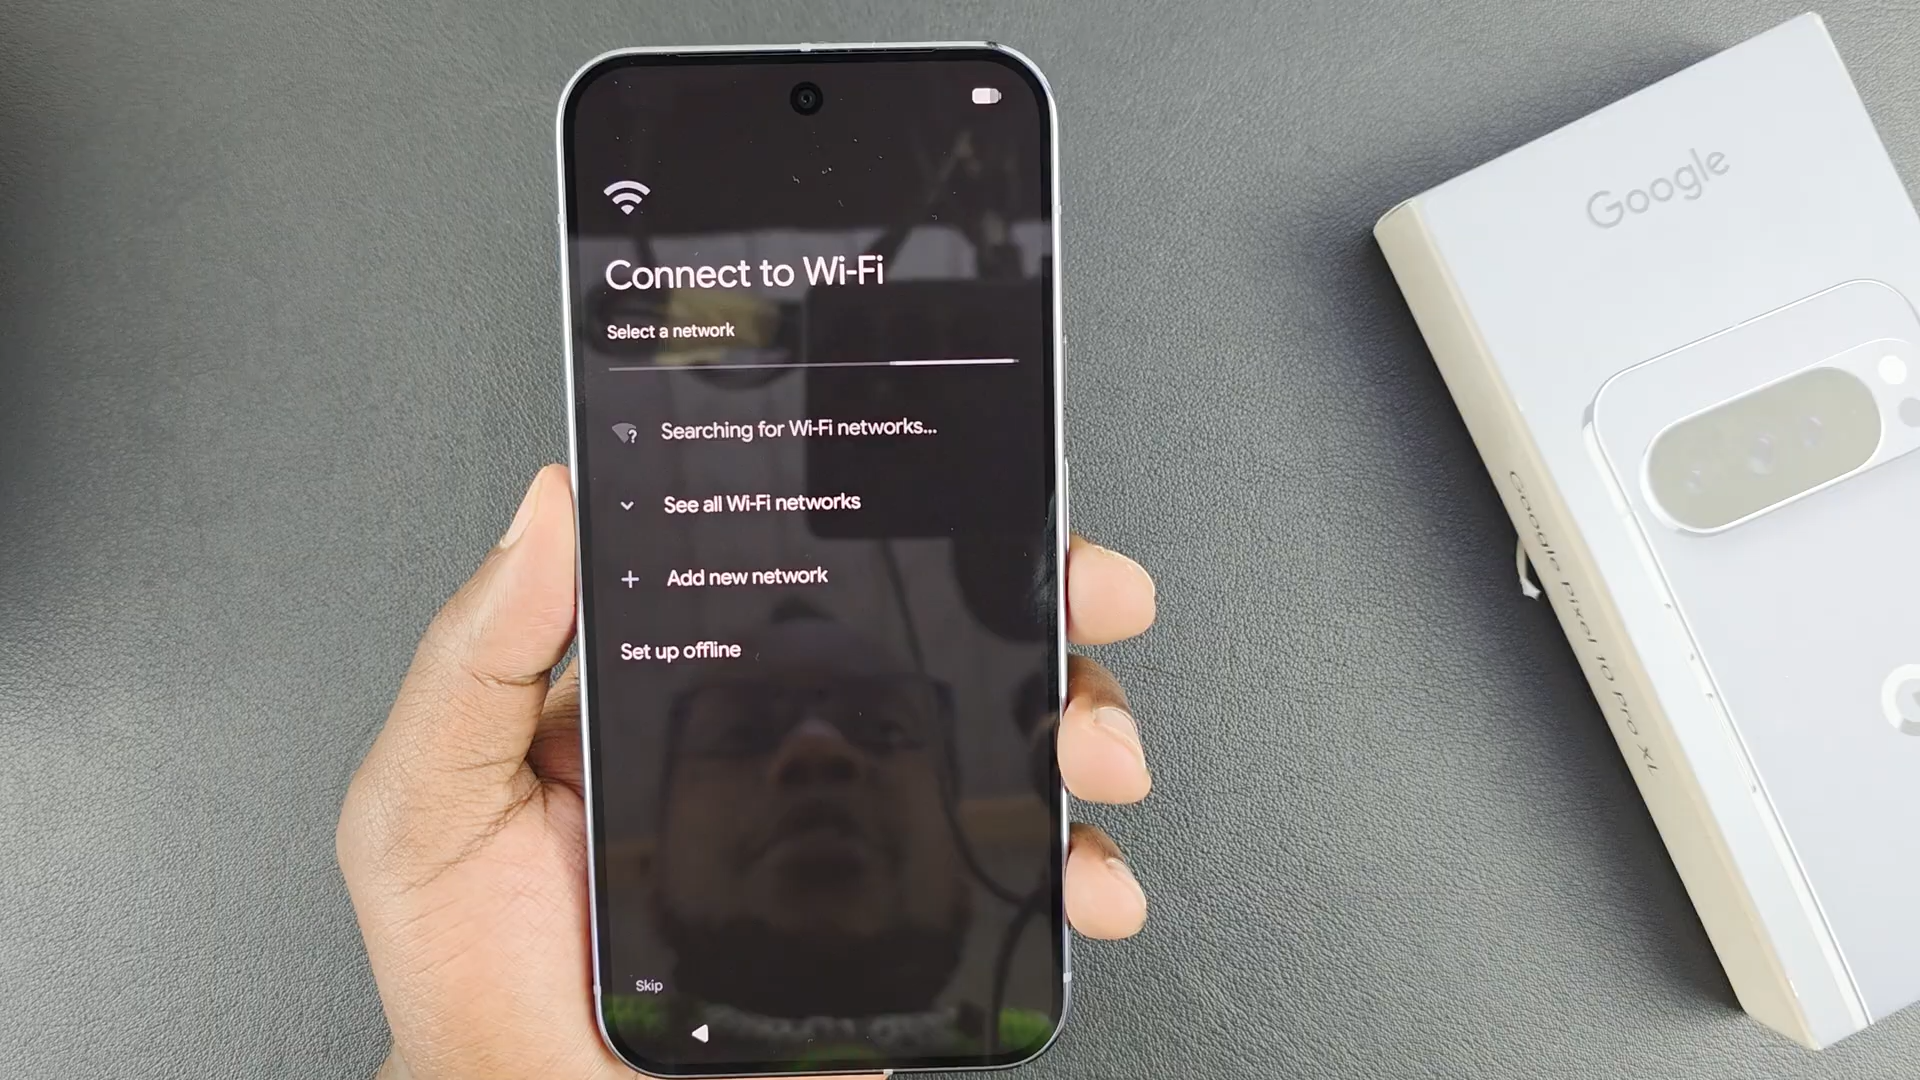 Connect to Wi-Fi
Select a network
Searching for Wi-Fi networks...
See all Wi-Fi networks
Add new network
Set up offline
Skip
Google
Google Pixel 10 Pro XL